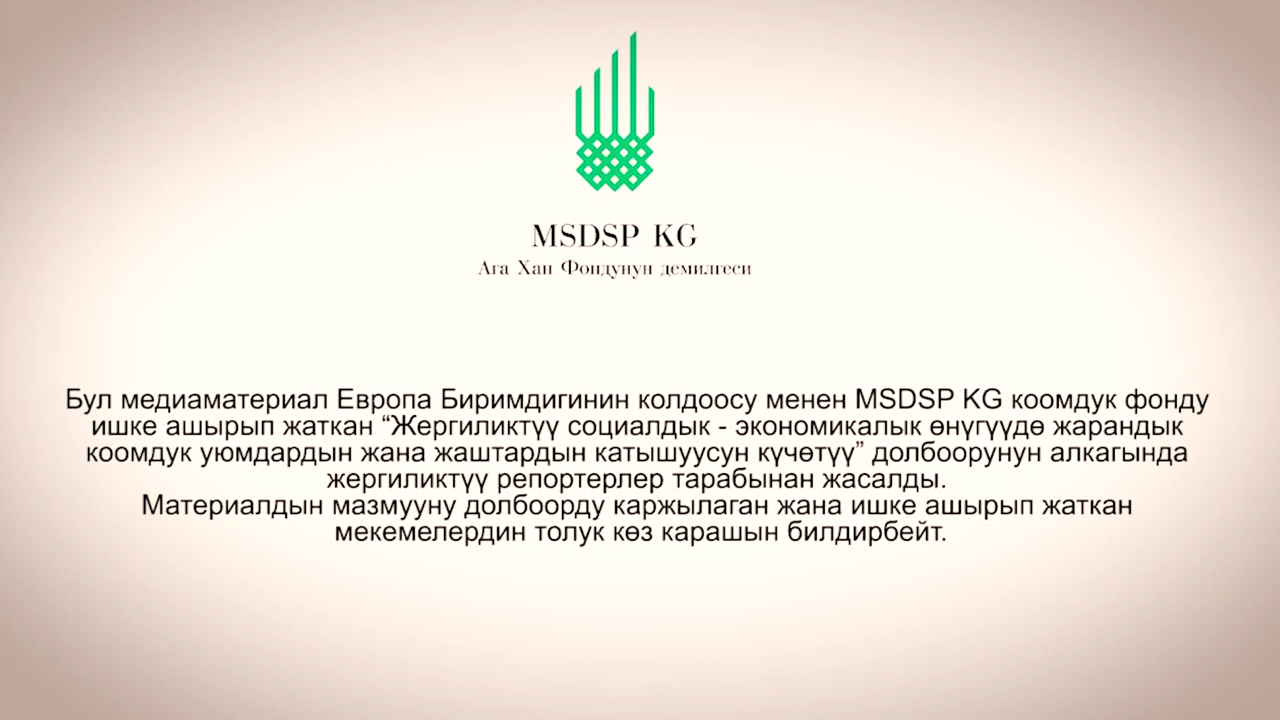 MSDSP KG
Ага Хан Фондунун демилгеси
Бул медиаматериал Европа Биримдигинин колдоосу менен MSDSP KG коомдук фонду
ишке ашырып жаткан “Жергиликтүү социалдык - экономикалык өнүгүүдө жарандык
коомдук уюмдардын жана жаштардын катышуусун күчөтүү” долбоорунун алкагында
жергиликтүү репортерлер тарабынан жасалды.
Материалдын мазмууну долбоорду каржылаган жана ишке ашырып жаткан
мекемелердин толук көз карашын билдирбейт.